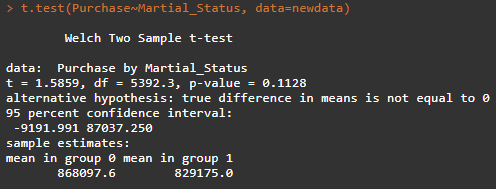 > t.test(Purchase~Martial_Status, data=newdata)
Welch Two Sample t-test
data:  Purchase by Martial_Status
t = 1.5859, df = 5392.3, p-value = 0.1128
alternative hypothesis: true difference in means is not equal to 0
95 percent confidence interval:
 -9191.991 87037.250
sample estimates:
mean in group 0 mean in group 1
       868097.6        829175.0